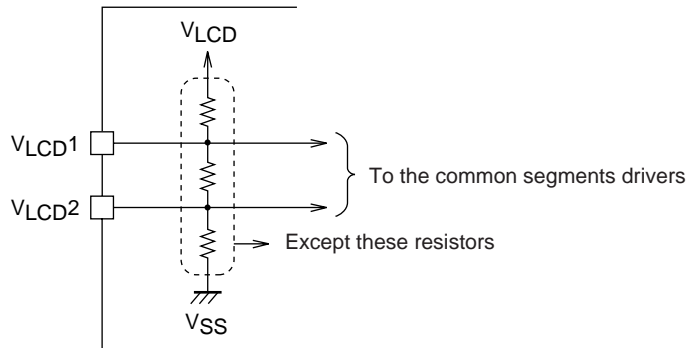 VLCD
VLCD1
To the common segments drivers
VLCD2
Except these resistors
VSS